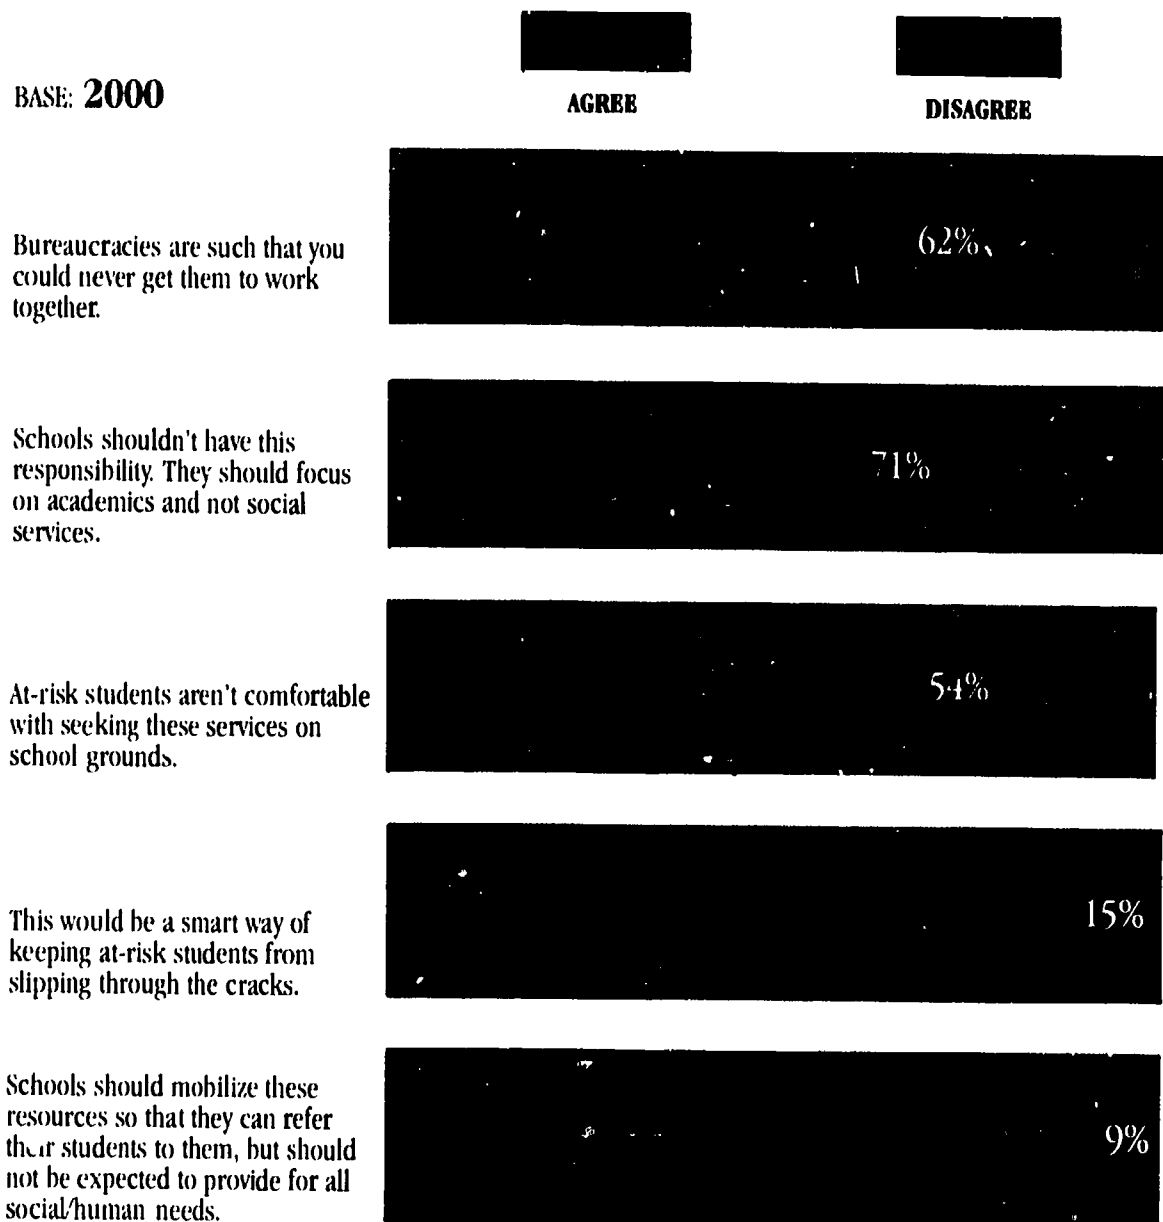 BASE: 2000
AGREE
DISAGREE
Bureaucracies are such that you
could never get them to work
together.
62%
Schools shouldn't have this
responsibility. They should focus
on academics and not social
services.
71%
At-risk students aren't comfortable
with seeking these services on
school grounds.
54%
This would be a smart way of
keeping at-risk students from
slipping through the cracks.
15%
Schools should mobilize these
resources so that they can refer
their students to them, but should
not be expected to provide for all
social/human needs.
9%